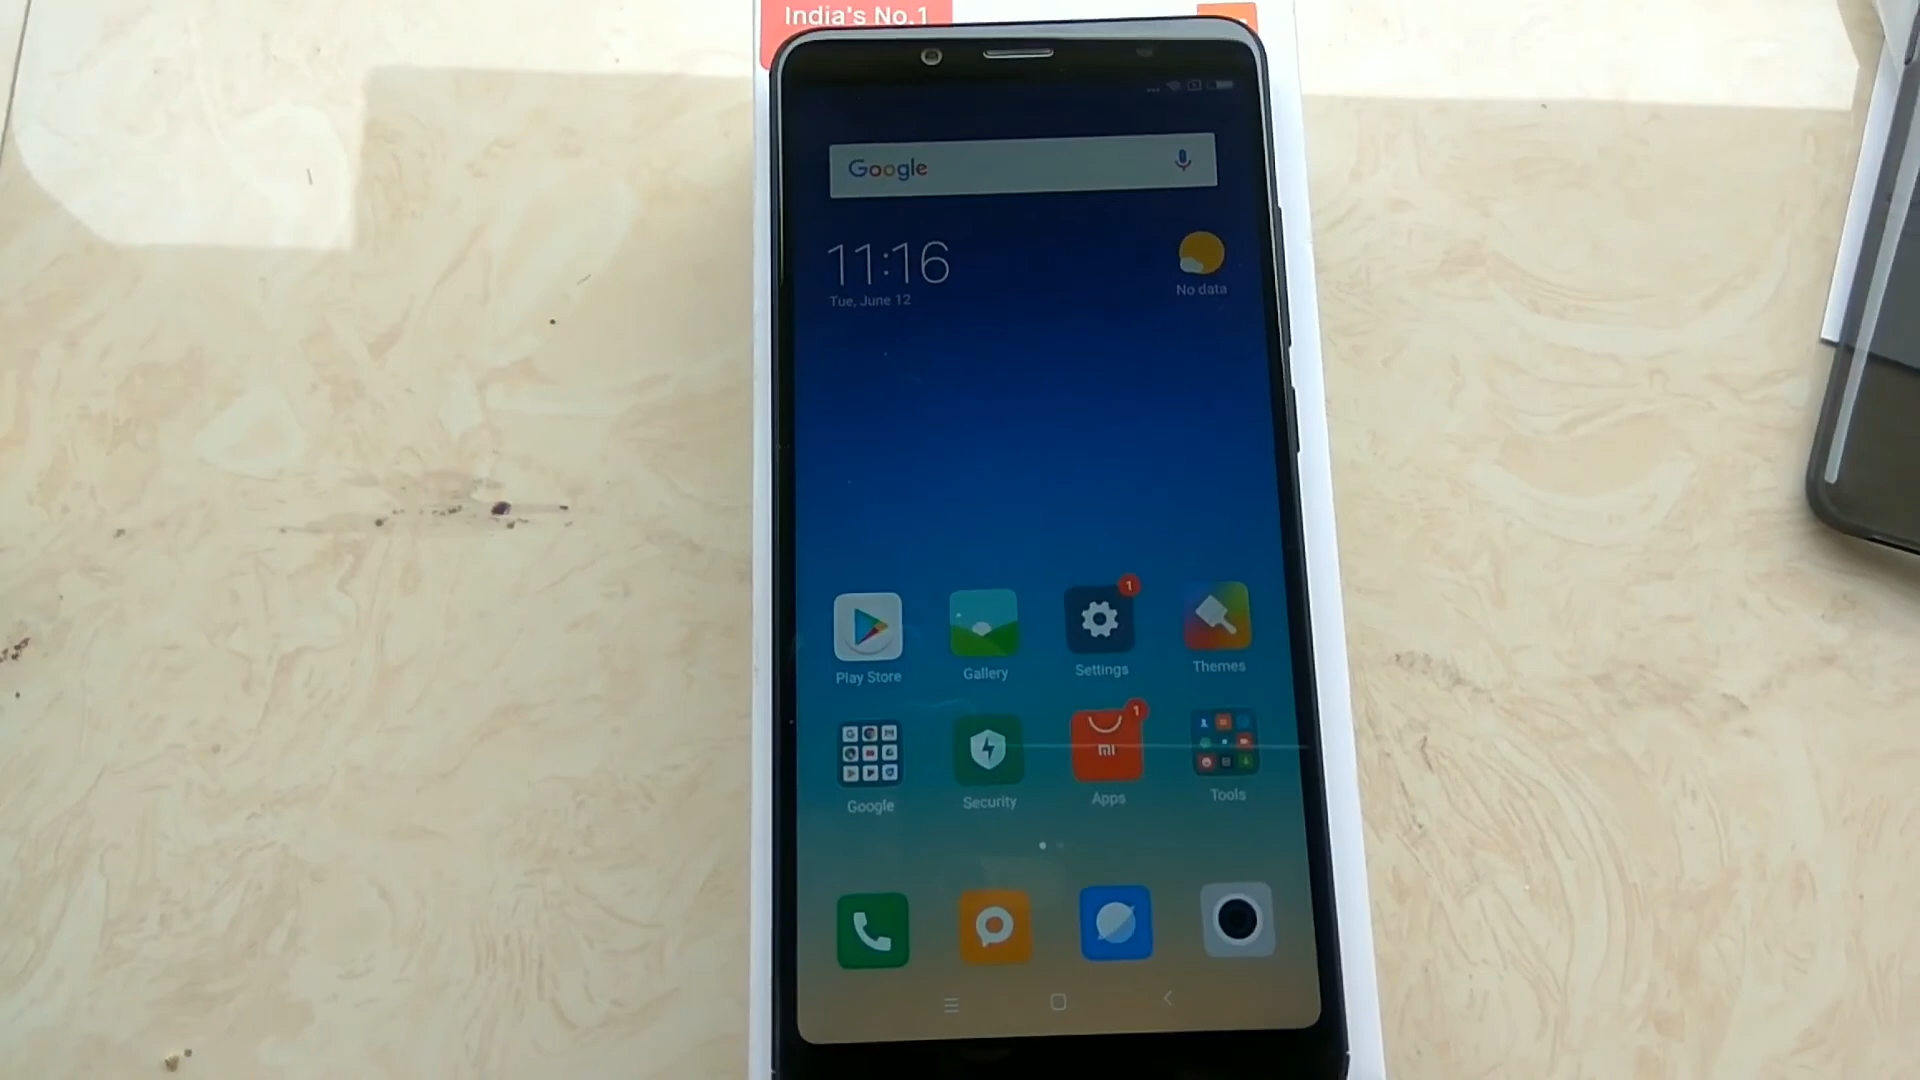 India's No.1
Google
11:16
Tue, June 12
No data
1
Play Store
Gallery
Settings
Themes
1
mi
Google
Security
Apps
Tools